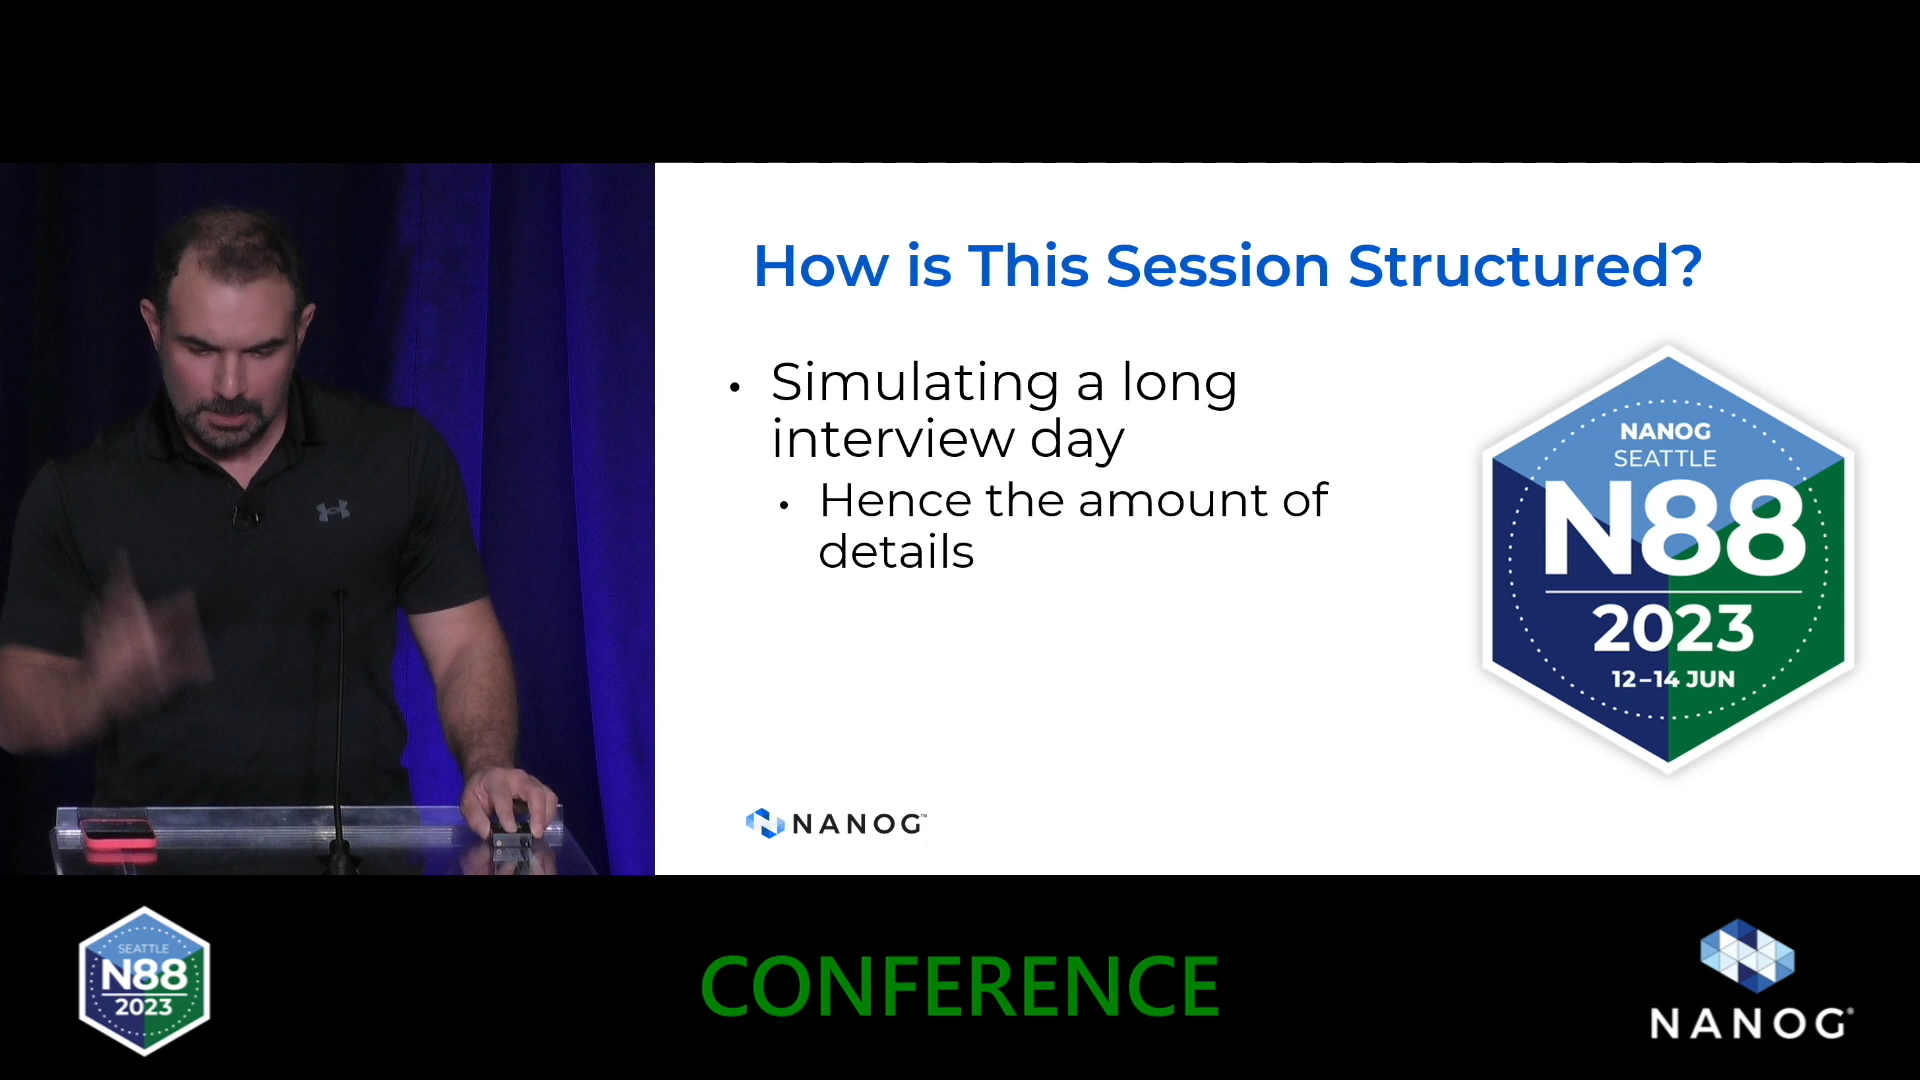 How is This Session Structured?
• Simulating a long
interview day
• Hence the amount of
details
NANOG
SEATTLE
N88
2023
12–14 JUN
NANOG™
SEATTLE
N88
2023
CONFERENCE
NANOG®